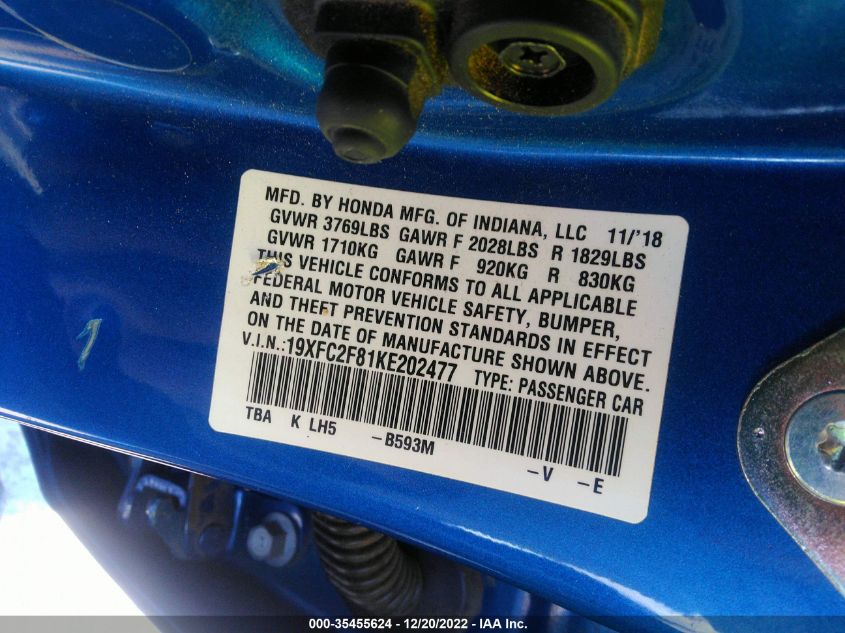 MFD. BY HONDA MFG. OF INDIANA, LLC 11/'18
GVWR 3769LBS GAWR F 2028LBS R 1829LBS
GVWR 1710KG GAWR F 920KG R 830KG
THIS VEHICLE CONFORMS TO ALL APPLICABLE
FEDERAL MOTOR VEHICLE SAFETY, BUMPER,
AND THEFT PREVENTION STANDARDS IN EFFECT
ON THE DATE OF MANUFACTURE SHOWN ABOVE.
V.I.N.:19XFC2F81KE202477 TYPE: PASSENGER CAR
TBA K LH5 -B593M -V -E
000-35455624 / 12/20/2022 - IAA Inc.